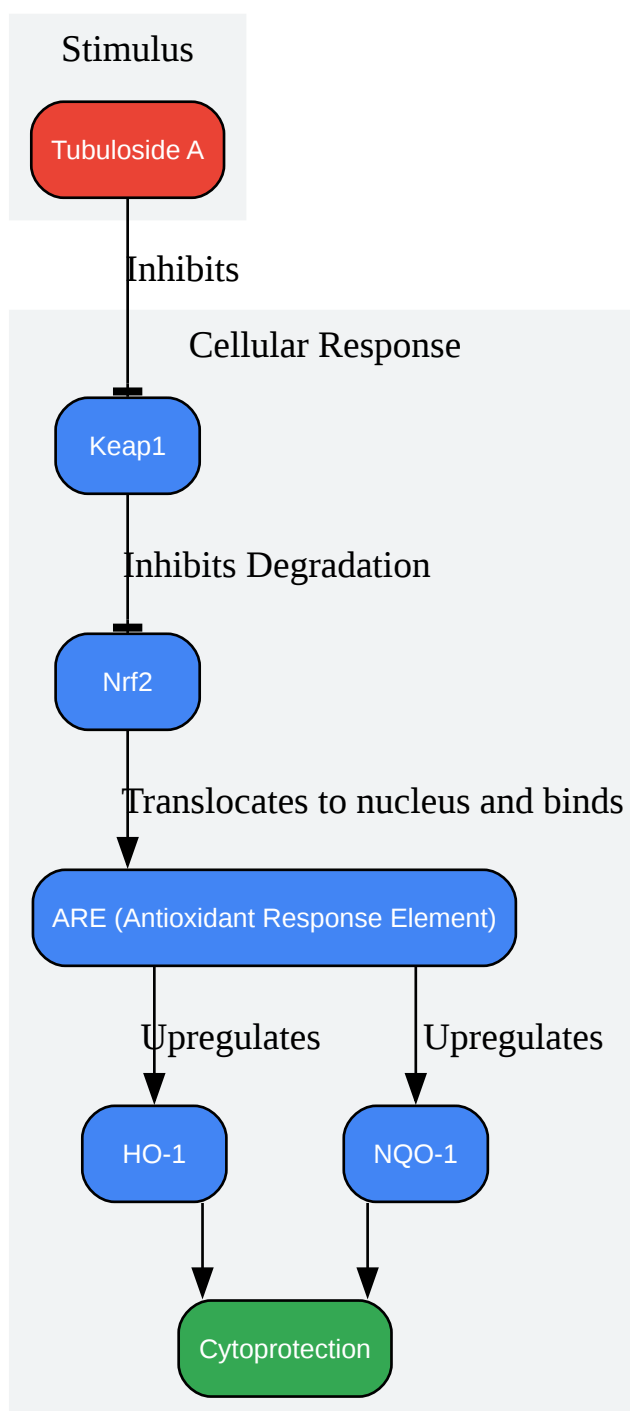 Stimulus
Tubuloside A
Inhibits
Cellular Response
Keap1
Inhibits Degradation
Nrf2
Translocates to nucleus and binds
ARE (Antioxidant Response Element)
Upregulates
Upregulates
HO-1
NQO-1
Cytoprotection